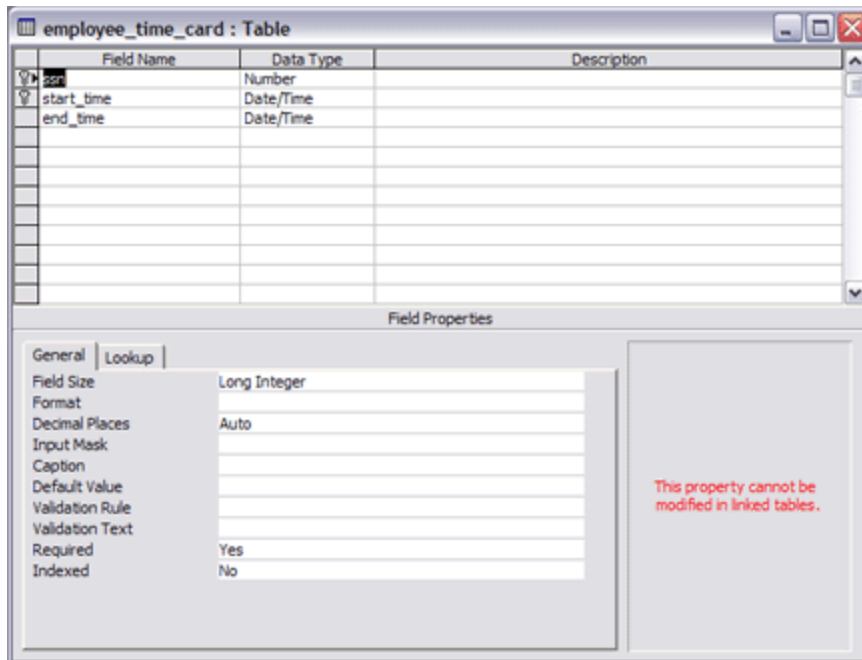 employee_time_card : Table
Field Name Data Type Description
ssn Number
start_time Date/Time
end_time Date/Time
Field Properties
General Lookup
Field Size Long Integer
Format
Decimal Places Auto
Input Mask
Caption
Default Value
Validation Rule
Validation Text
Required Yes
Indexed No
This property cannot be
modified in linked tables.